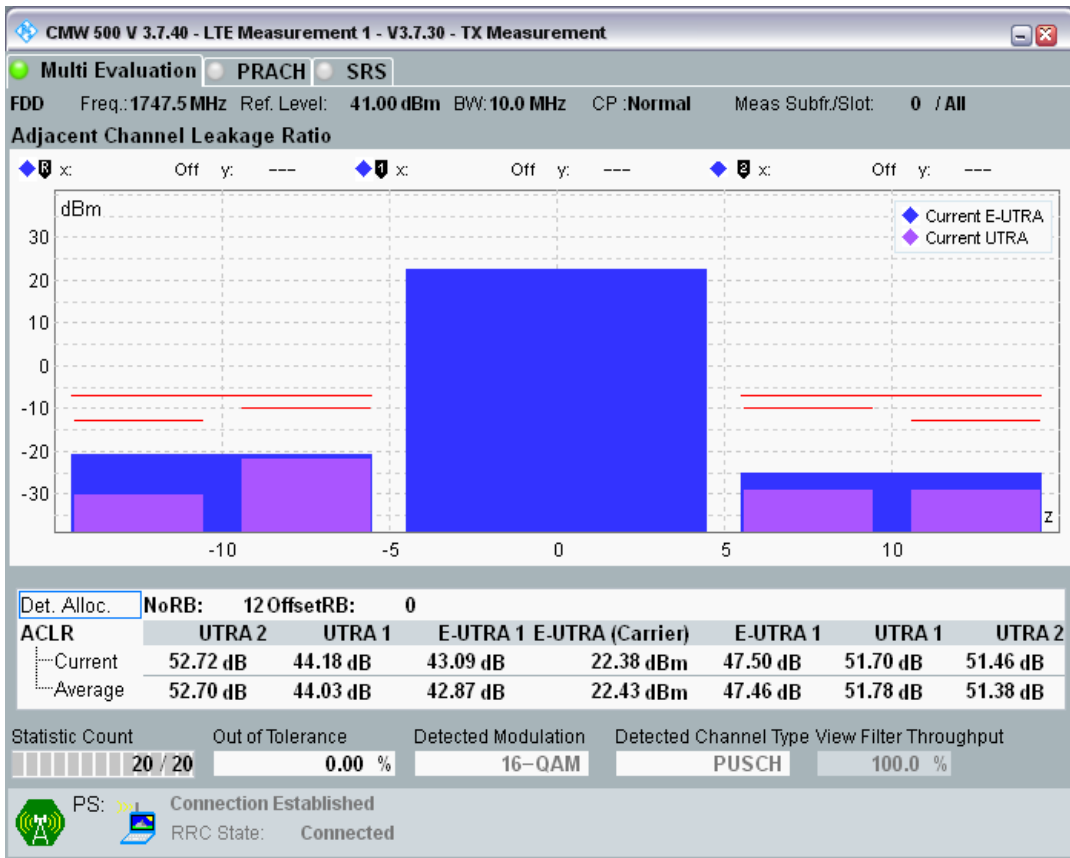 CMW 500 V 3.7.40 - LTE Measurement 1 - V3.7.30 - TX Measurement
Multi Evaluation PRACH SRS
FDD Freq.:1747.5 MHz Ref. Level: 41.00 dBm BW:10.0 MHz CP :Normal Meas Subfr./Slot: 0 / All
Adjacent Channel Leakage Ratio
R x: Off y: --- 1 x: Off y: --- 2 x: Off y: ---
dBm
Current E-UTRA
Current UTRA
30
20
10
0
-10
-20
-30
z
-10 -5 0 5 10
Det. Alloc. NoRB: 12 OffsetRB: 0
ACLR UTRA 2 UTRA 1 E-UTRA 1 E-UTRA (Carrier) E-UTRA 1 UTRA 1 UTRA 2
Current 52.72 dB 44.18 dB 43.09 dB 22.38 dBm 47.50 dB 51.70 dB 51.46 dB
Average 52.70 dB 44.03 dB 42.87 dB 22.43 dBm 47.46 dB 51.78 dB 51.38 dB
Statistic Count Out of Tolerance Detected Modulation Detected Channel Type View Filter Throughput
20 / 20 0.00 % 16-QAM PUSCH 100.0 %
PS: Connection Established
RRC State: Connected